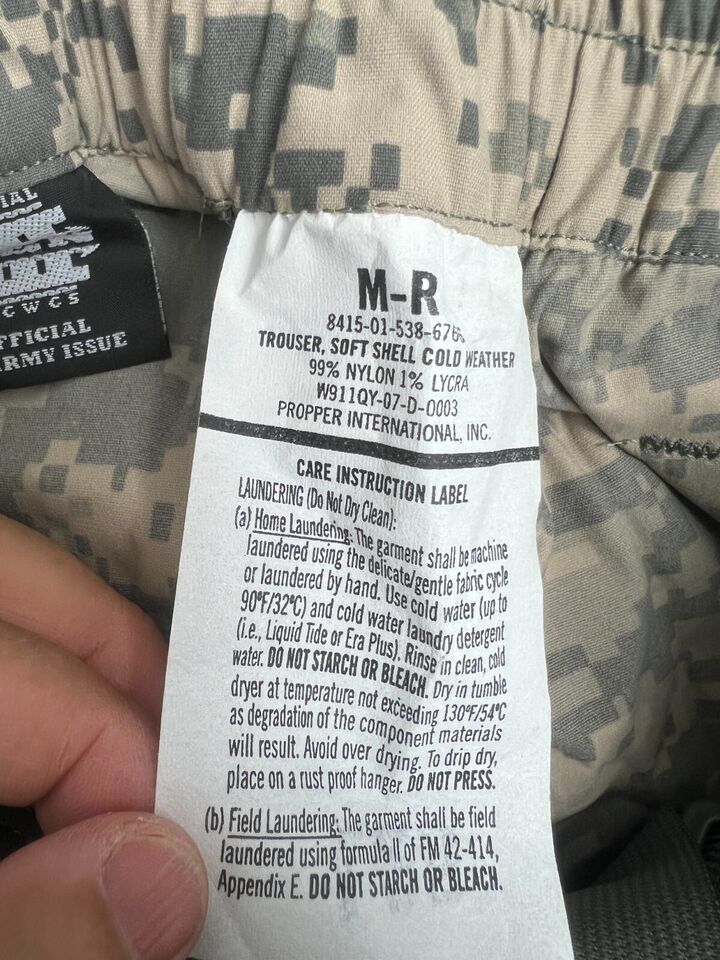 IAL
CWCS
FFICIAL
RMY ISSUE
M-R
8415-01-538-676
TROUSER, SOFT SHELL COLD WEATHER
99% NYLON 1% LYCRA
W911QY-07-D-0003
PROPPER INTERNATIONAL, INC.
CARE INSTRUCTION LABEL
LAUNDERING (Do Not Dry Clean):
(a) Home Laundering: The garment shall be machine
laundered using the delicate/gentle fabric cycle
or laundered by hand. Use cold water (up to
90°F/32°C) and cold water laundry detergent
(i.e., Liquid Tide or Era Plus). Rinse in clean, cold
water. DO NOT STARCH OR BLEACH. Dry in tumble
dryer at temperature not exceeding 130°F/54°C
as degradation of the component materials
will result. Avoid over drying. To drip dry,
place on a rust proof hanger. DO NOT PRESS.
(b) Field Laundering: The garment shall be field
laundered using formula II of FM 42-414,
Appendix E. DO NOT STARCH OR BLEACH.